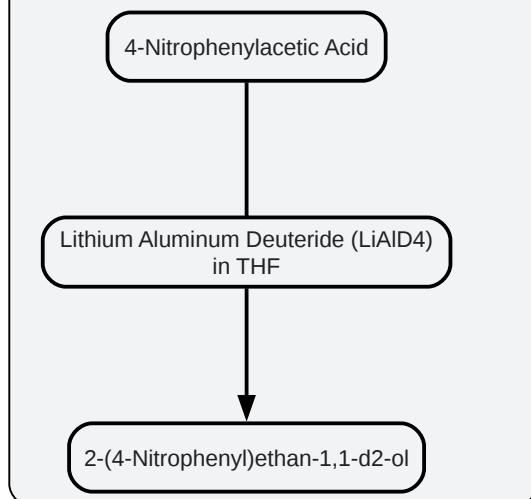 4-Nitrophenylacetic Acid
Lithium Aluminum Deuteride (LiAlD4)
in THF
2-(4-Nitrophenyl)ethan-1,1-d2-ol